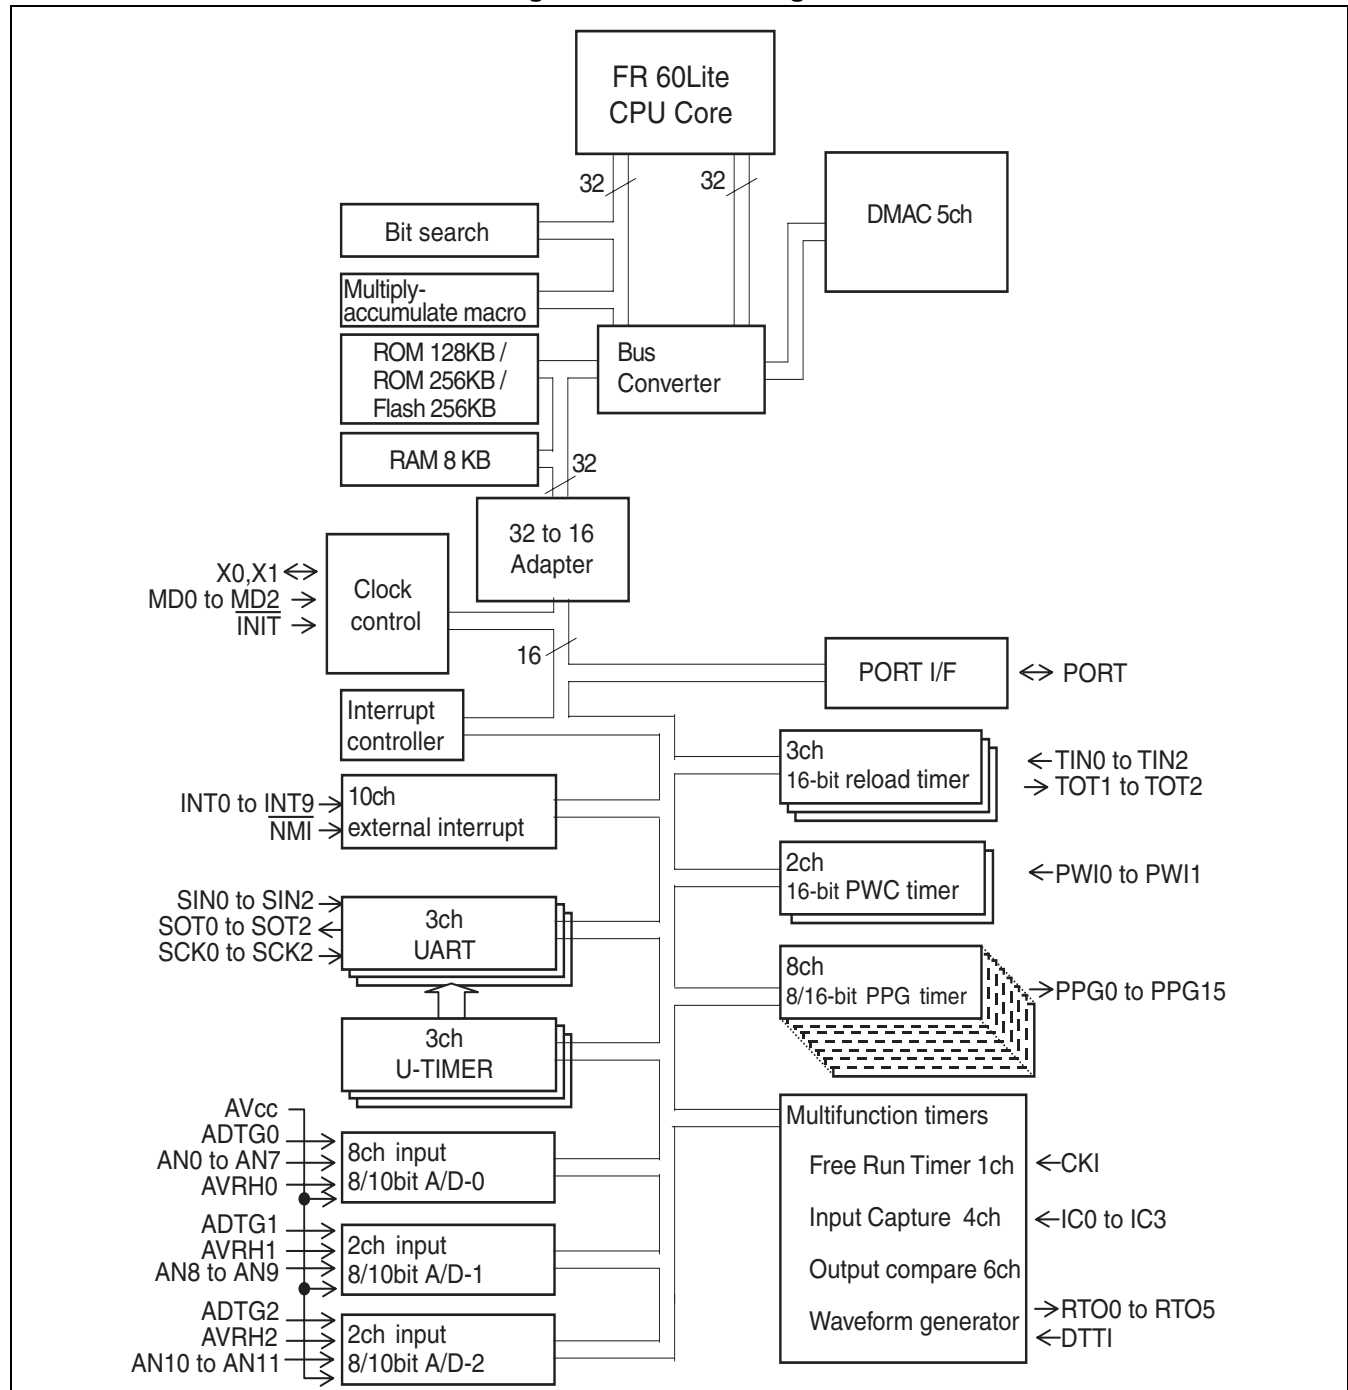 FR 60Lite
CPU Core
32
32
DMAC 5ch
Bit search
Multiply-
accumulate macro
ROM 128KB /
ROM 256KB /
Flash 256KB
Bus
Converter
RAM 8 KB
32
32 to 16
Adapter
X0,X1
MD0 to MD2
INIT
Clock
control
16
PORT I/F
PORT
Interrupt
controller
3ch
16-bit reload timer
TIN0 to TIN2
TOT1 to TOT2
INT0 to INT9
NMI
10ch
external interrupt
2ch
16-bit PWC timer
PWI0 to PWI1
SIN0 to SIN2
SOT0 to SOT2
SCK0 to SCK2
3ch
UART
8ch
8/16-bit PPG timer
PPG0 to PPG15
3ch
U-TIMER
AVcc
ADTG0
AN0 to AN7
AVRH0
8ch input
8/10bit A/D-0
ADTG1
AVRH1
AN8 to AN9
2ch input
8/10bit A/D-1
ADTG2
AVRH2
AN10 to AN11
2ch input
8/10bit A/D-2
Multifunction timers
Free Run Timer 1ch
CKI
Input Capture 4ch
IC0 to IC3
Output compare 6ch
Waveform generator
RTO0 to RTO5
DTTI